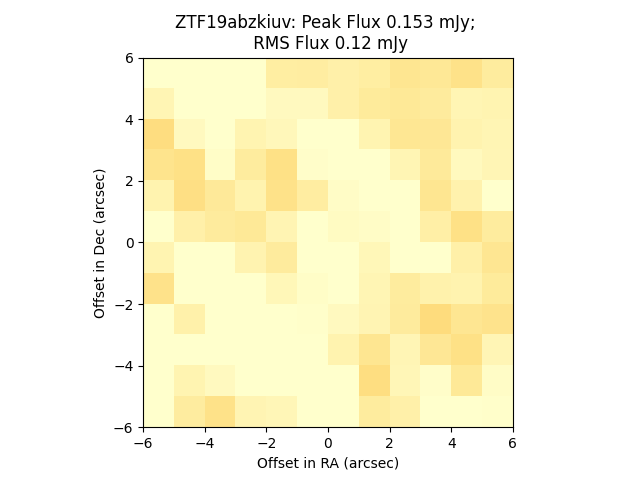 ZTF19abzkiuv: Peak Flux 0.153 mJy;
RMS Flux 0.12 mJy
6
4
2
0
−2
−4
−6
Offset in Dec (arcsec)
−6 −4 −2 0 2 4 6
Offset in RA (arcsec)